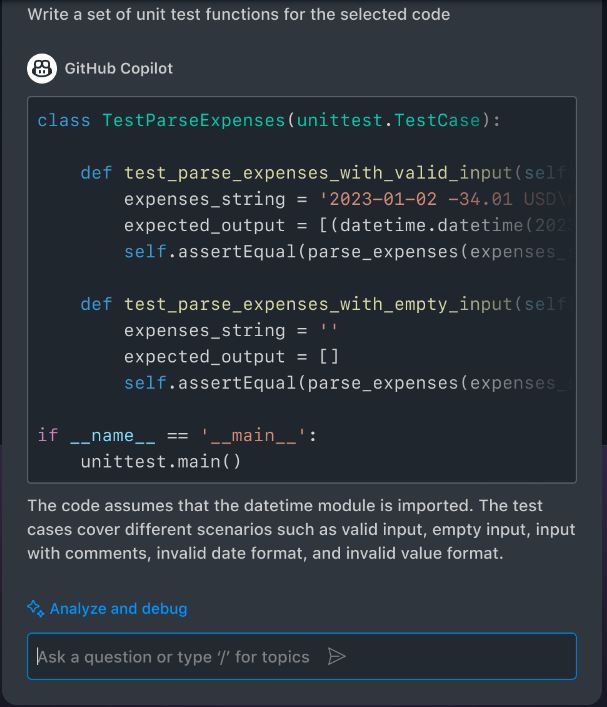 Write a set of unit test functions for the selected code
GitHub Copilot
class TestParseExpenses(unittest.TestCase):
def test_parse_expenses_with_valid_input(self
expenses_string = '2023-01-02 -34.01 USD\
expected_output = [(datetime.datetime(202
self.assertEqual(parse_expenses(expenses_
def test_parse_expenses_with_empty_input(self
expenses_string = ''
expected_output = []
self.assertEqual(parse_expenses(expenses_
if __name__ == '__main__':
unittest.main()
The code assumes that the datetime module is imported. The test
cases cover different scenarios such as valid input, empty input, input
with comments, invalid date format, and invalid value format.
Analyze and debug
Ask a question or type ‘/’ for topics